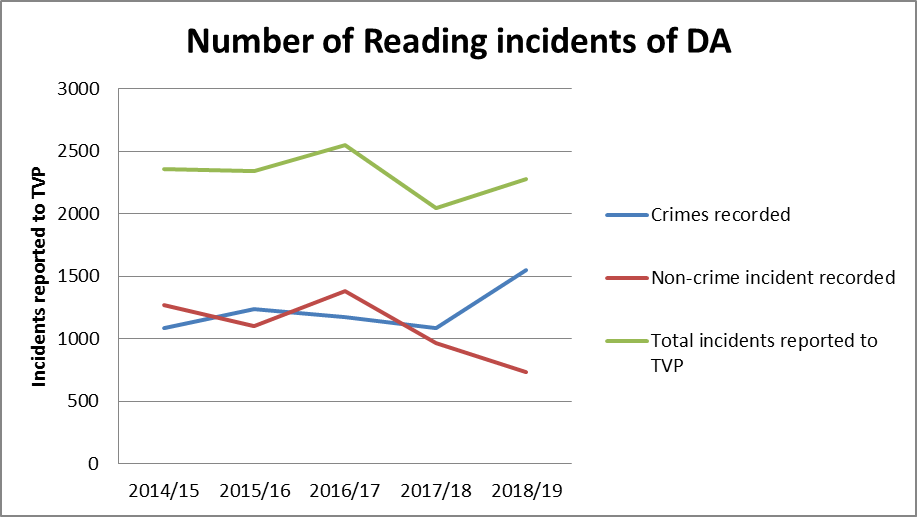 Number of Reading incidents of DA
Incidents reported to TVP
3000
2500
2000
1500
1000
500
0
2014/15 2015/16 2016/17 2017/18 2018/19
Crimes recorded
Non-crime incident recorded
Total incidents reported to
TVP